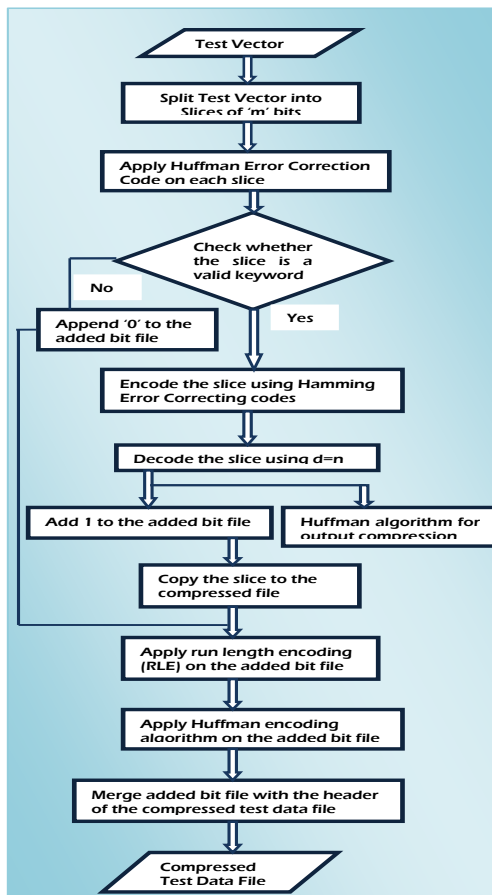 Test Vector
Split Test Vector into
Slices of 'm' bits
Apply Huffman Error Correction
Code on each slice
Check whether
the slice is a
valid keyword
No
Yes
Append '0' to the
added bit file
Encode the slice using Hamming
Error Correcting codes
Decode the slice using d=n
Add 1 to the added bit file
Huffman algorithm for
output compression
Copy the slice to the
compressed file
Apply run length encoding
(RLE) on the added bit file
Apply Huffman encoding
algorithm on the added bit file
Merge added bit file with the header
of the compressed test data file
Compressed
Test Data File